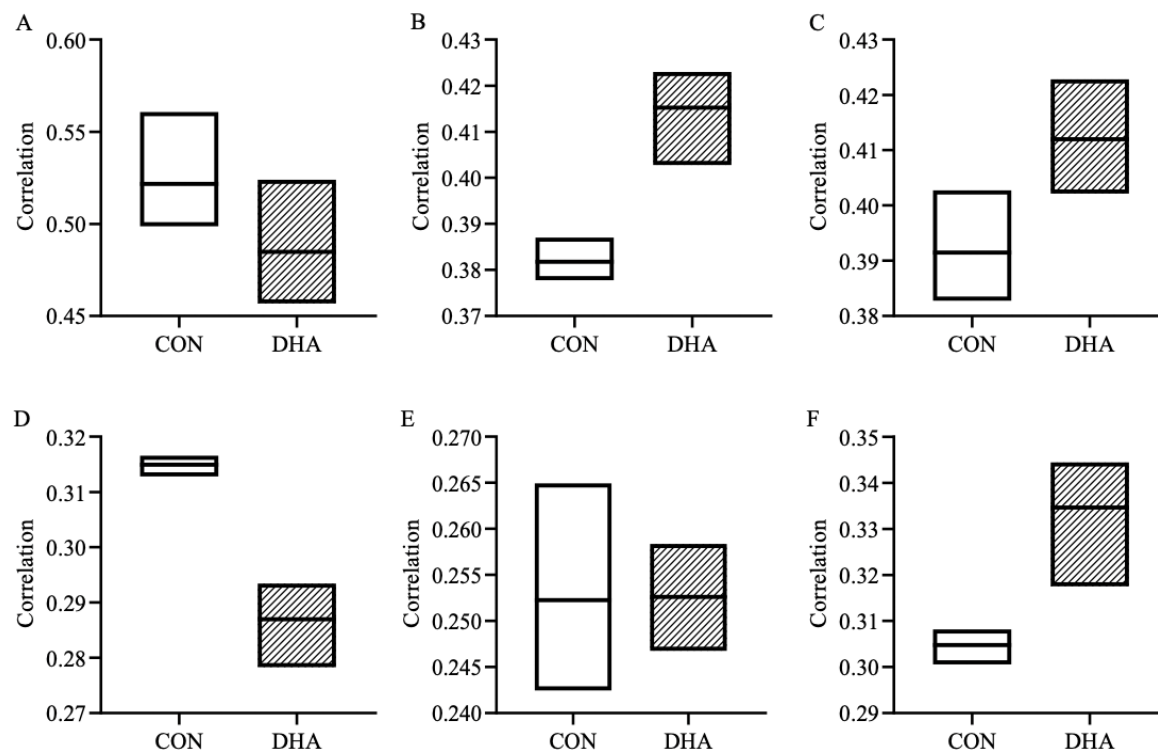 A
Correlation
0.60
0.55
0.50
0.45
CON DHA
B
Correlation
0.43
0.42
0.41
0.40
0.39
0.38
0.37
CON DHA
C
Correlation
0.43
0.42
0.41
0.40
0.39
0.38
CON DHA
D
Correlation
0.32
0.31
0.30
0.29
0.28
0.27
CON DHA
E
Correlation
0.270
0.265
0.260
0.255
0.250
0.245
0.240
CON DHA
F
Correlation
0.35
0.34
0.33
0.32
0.30
0.29
CON DHA